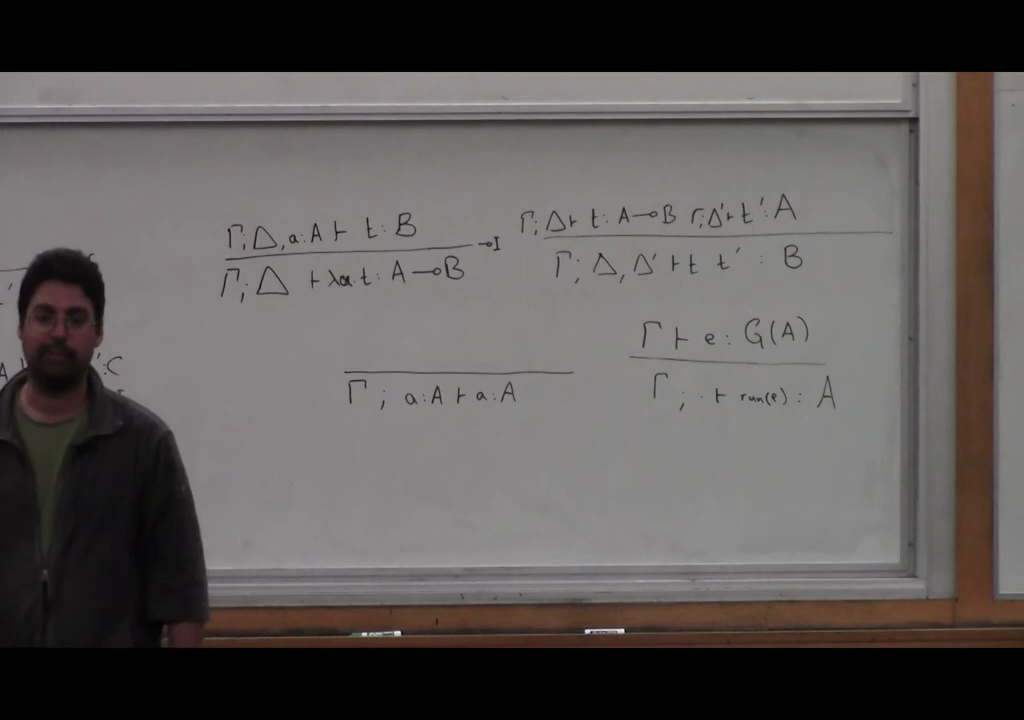 Γ; Δ, a:A ⊢ t: B
⊸I
Γ; Δ ⊢ λa. t: A ⊸ B
Γ; Δ ⊢ t: A ⊸ B Γ; Δ' ⊢ t': A
Γ; Δ, Δ' ⊢ t t' : B
Γ ; a:A ⊢ a:A
Γ ⊢ e: G(A)
Γ ; · ⊢ run(e) : A
':C